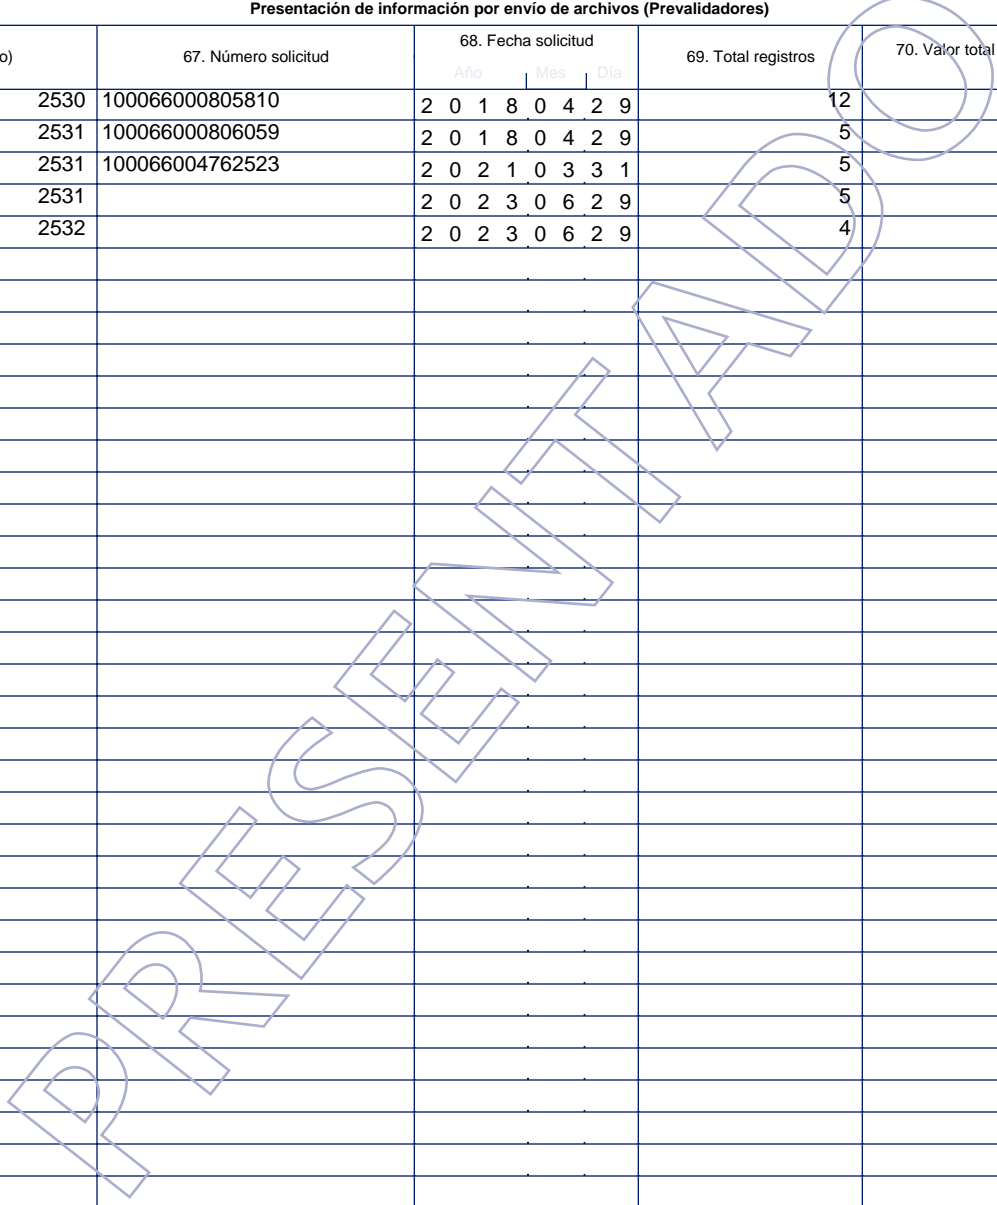 Presentación de información por envío de archivos (Prevalidadores)
o) 67. Número solicitud 68. Fecha solicitud 69. Total registros 70. Valor total
Año Mes Día
2530 100066000805810 2 0 1 8 0 4 2 9 12
2531 100066000806059 2 0 1 8 0 4 2 9 5
2531 100066004762523 2 0 2 1 0 3 3 1 5
2531 2 0 2 3 0 6 2 9 5
2532 2 0 2 3 0 6 2 9 4
PRESENTADO